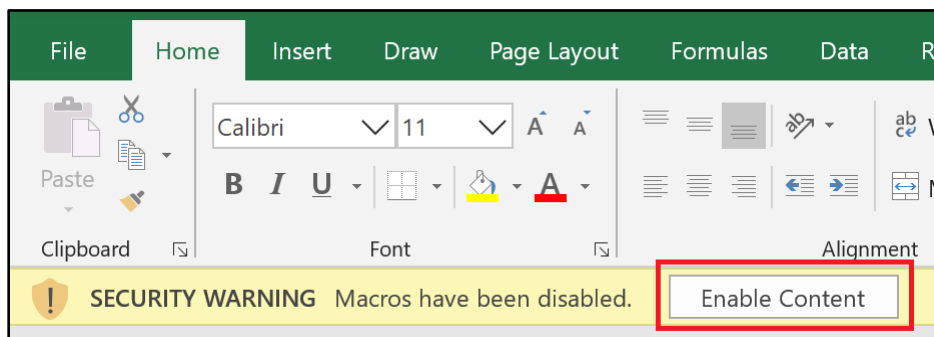 File Home Insert Draw Page Layout Formulas Data R
Calibri 11 A A
ab
c
Paste
B I U A
Clipboard Font Alignment
SECURITY WARNING Macros have been disabled. Enable Content